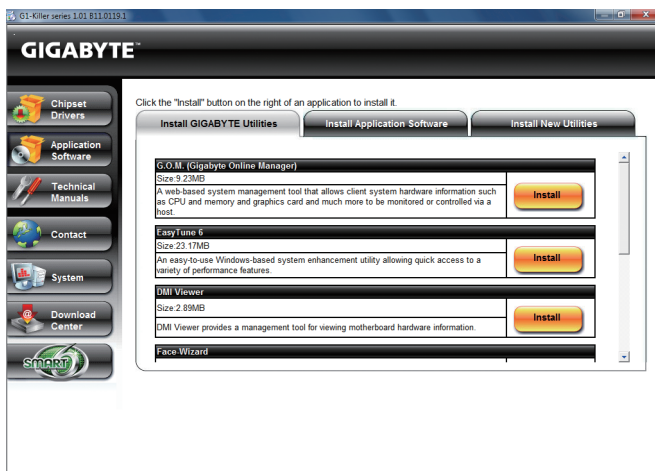 G1-Killer series 1.01 B11.0119.1
GIGABYTE™
Chipset
Drivers
Application
Software
Technical
Manuals
Contact
System
Download
Center
SMART 6
Click the "Install" button on the right of an application to install it.
Install GIGABYTE Utilities
Install Application Software
Install New Utilities
G.O.M. (Gigabyte Online Manager)
Size:9.23MB
A web-based system management tool that allows client system hardware information such
as CPU and memory and graphics card and much more to be monitored or controlled via a
host.
Install
EasyTune 6
Size:23.17MB
An easy-to-use Windows-based system enhancement utility allowing quick access to a
variety of performance features.
Install
DMI Viewer
Size:2.89MB
DMI Viewer provides a management tool for viewing motherboard hardware information.
Install
Face-Wizard